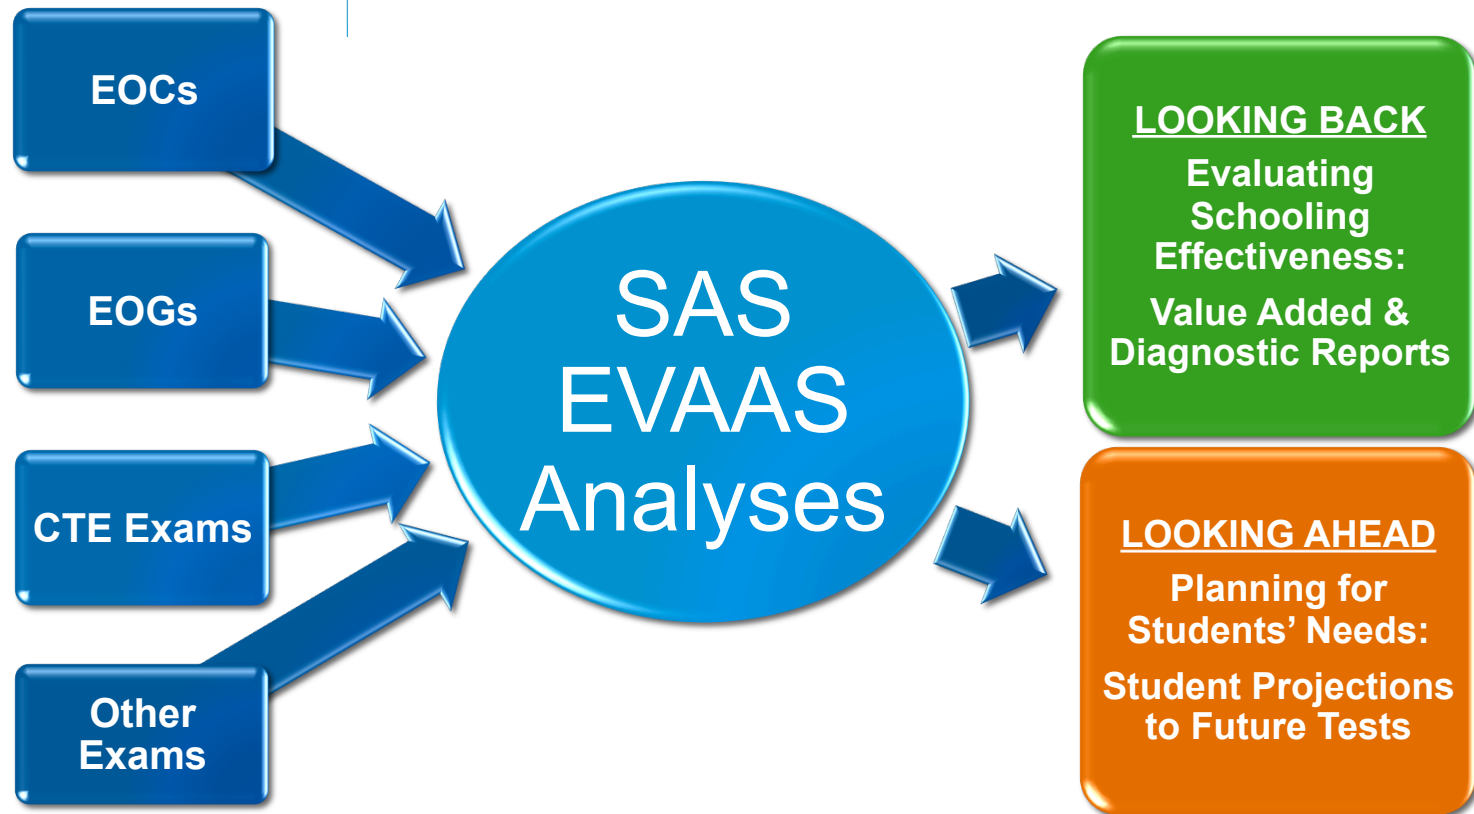 EOCs
EOGs
CTE Exams
Other
Exams
SAS
EVAAS
Analyses
LOOKING BACK
Evaluating
Schooling
Effectiveness:
Value Added &
Diagnostic Reports
LOOKING AHEAD
Planning for
Students’ Needs:
Student Projections
to Future Tests